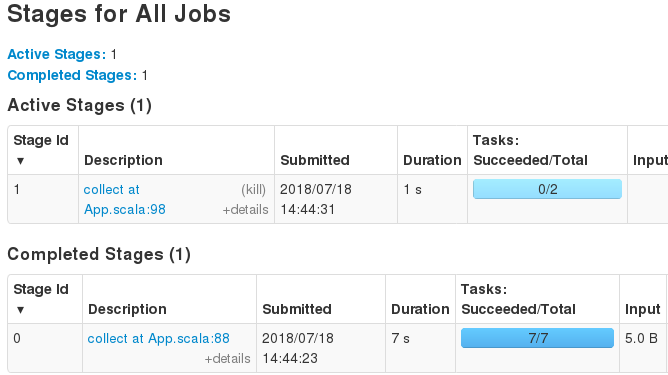 Stages for All Jobs
Active Stages: 1
Completed Stages: 1
Active Stages (1)
Stage Id ▼ Description Submitted Duration Tasks: Succeeded/Total Input
1 collect at App.scala:98 (kill) +details 2018/07/18 14:44:31 1 s 0/2
Completed Stages (1)
Stage Id ▼ Description Submitted Duration Tasks: Succeeded/Total Input
0 collect at App.scala:88 +details 2018/07/18 14:44:23 7 s 7/7 5.0 B